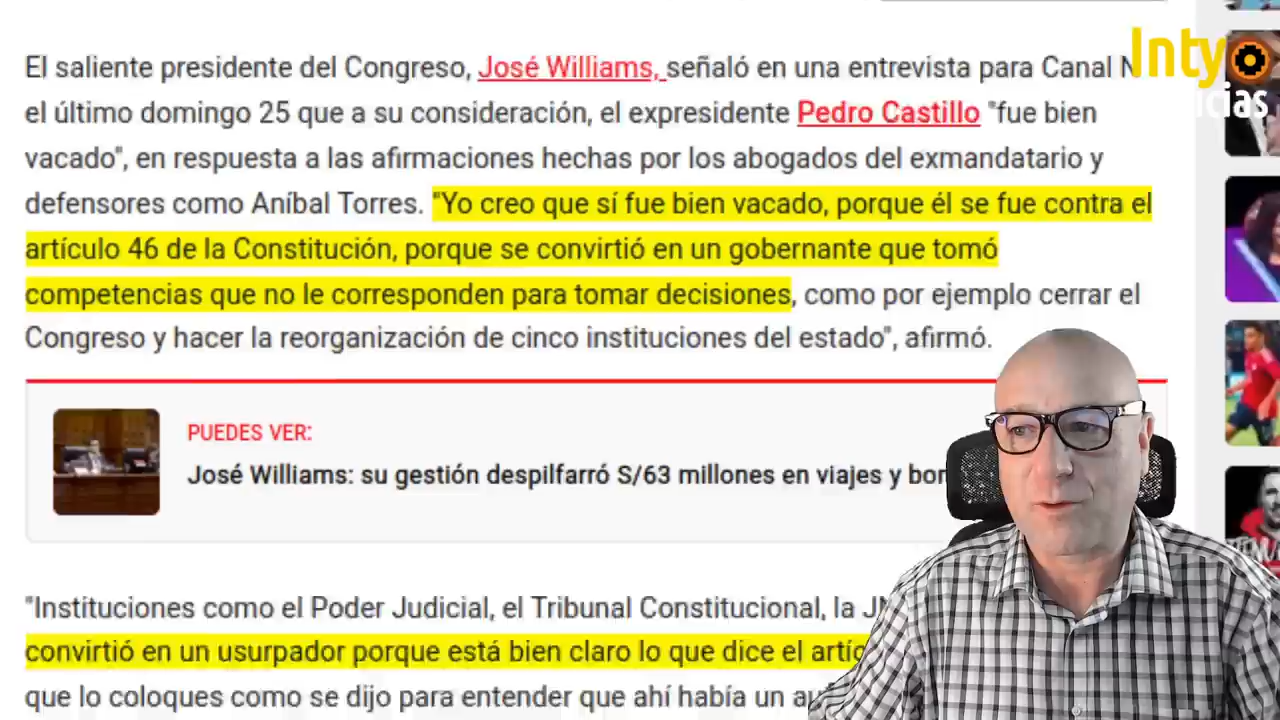 Inty
El saliente presidente del Congreso, José Williams, señaló en una entrevista para Canal N
el último domingo 25 que a su consideración, el expresidente Pedro Castillo "fue bien
vacado", en respuesta a las afirmaciones hechas por los abogados del exmandatario y
defensores como Aníbal Torres. "Yo creo que sí fue bien vacado, porque él se fue contra el
artículo 46 de la Constitución, porque se convirtió en un gobernante que tomó
competencias que no le corresponden para tomar decisiones, como por ejemplo cerrar el
Congreso y hacer la reorganización de cinco instituciones del estado", afirmó.
PUEDES VER:
José Williams: su gestión despilfarró S/63 millones en viajes y
"Instituciones como el Poder Judicial, el Tribunal Constitucional, la
convirtió en un usurpador porque está bien claro lo que dice el
que lo coloques como se dijo para entender que ahí había un